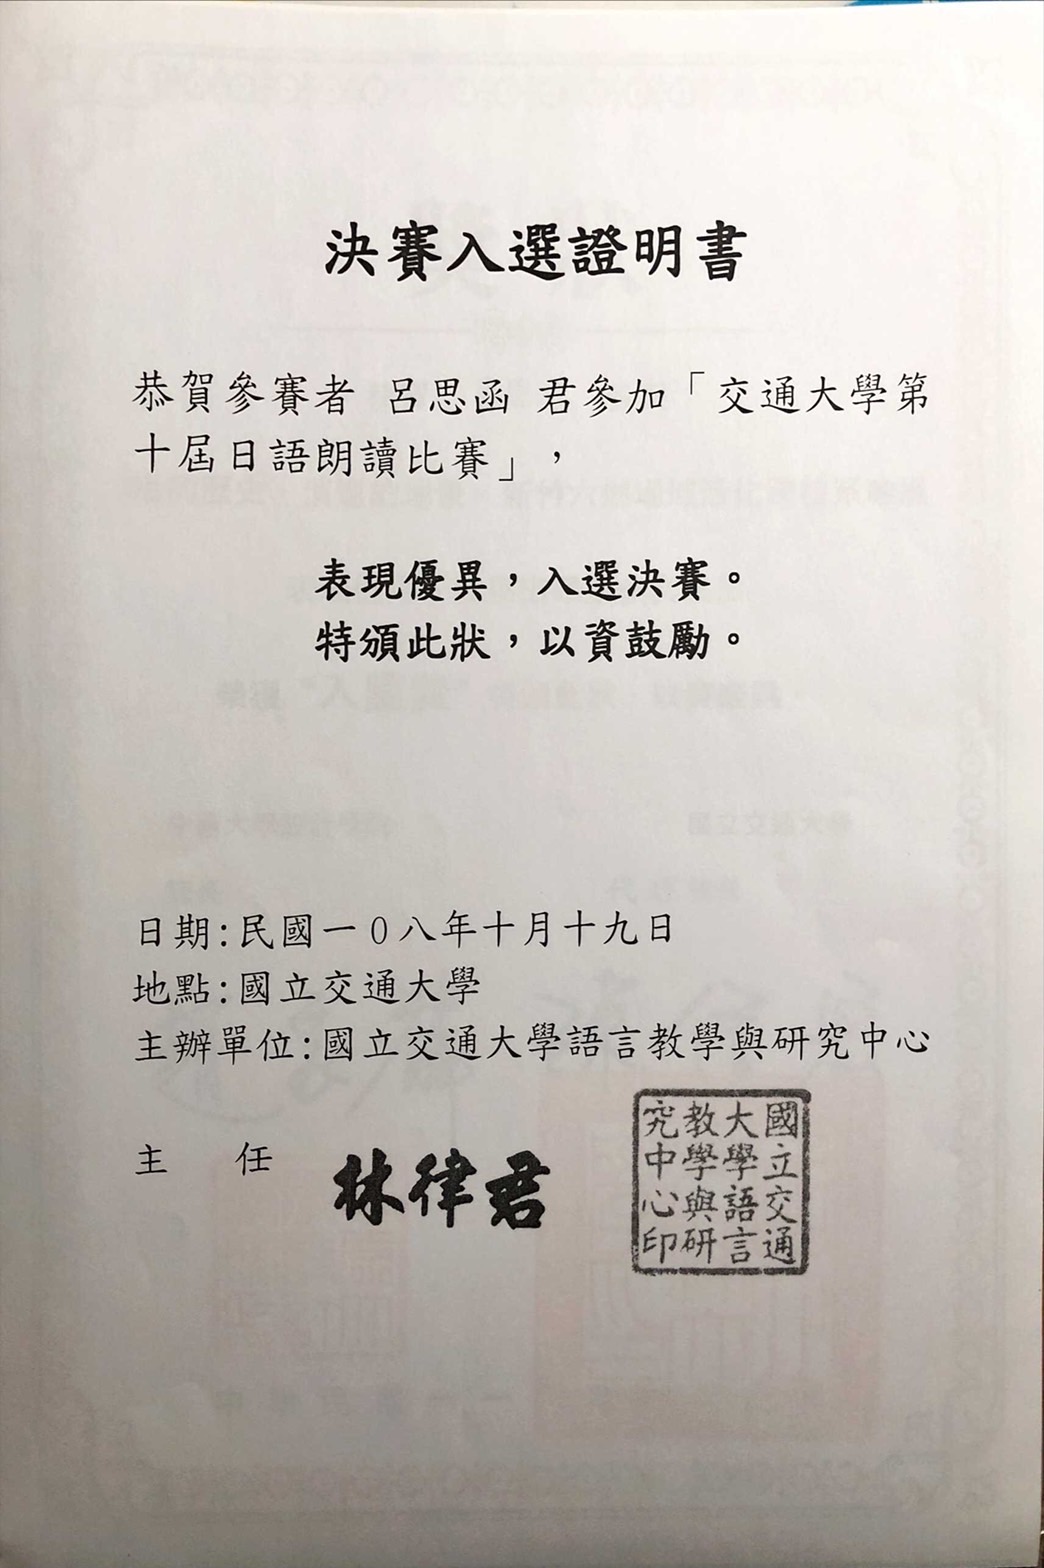 決賽入選證明書
恭賀參賽者 呂思函 君參加「交通大學第
十屆日語朗讀比賽」，
表現優異，入選決賽。
特頒此狀，以資鼓勵。
日期:民國一0八年十月十九日
地點:國立交通大學
主辦單位:國立交通大學語言教學與研究中心
主 任 林律君
國立交通
大學語言
教學與研
究中心印